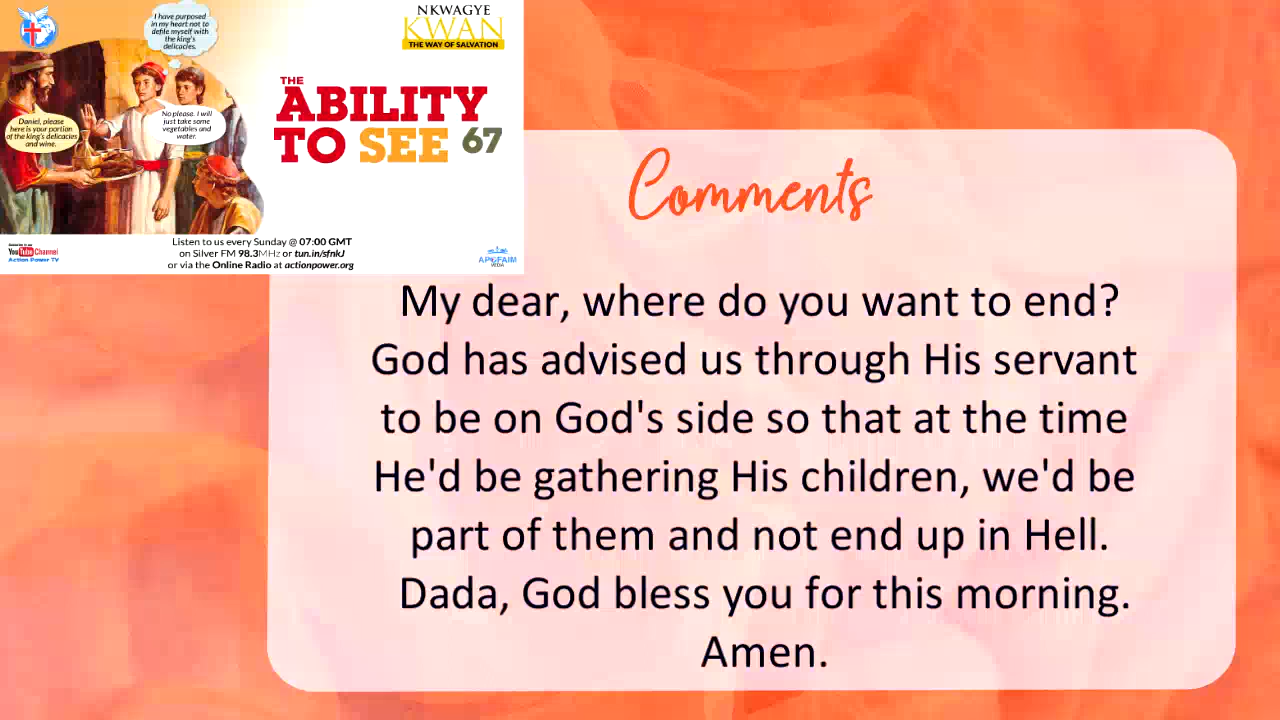 I have purposed
in my heart not to
defile myself with
the king's
delicacies.
NKWAGYE
KWAN
THE WAY OF SALVATION
Daniel, please
here is your portion
of the king's delicacies
and wine.
No please. I will
just take some
vegetables and
water.
THE
ABILITY
TO SEE 67
Listen to us every Sunday @ 07:00 GMT
on Silver FM 98.3MHz or tun.in/sfnkJ
or via the Online Radio at actionpower.org
YouTube Channel
Action Power TV
APOFAIM
Comments
My dear, where do you want to end?
God has advised us through His servant
to be on God's side so that at the time
He'd be gathering His children, we'd be
part of them and not end up in Hell.
Dada, God bless you for this morning.
Amen.